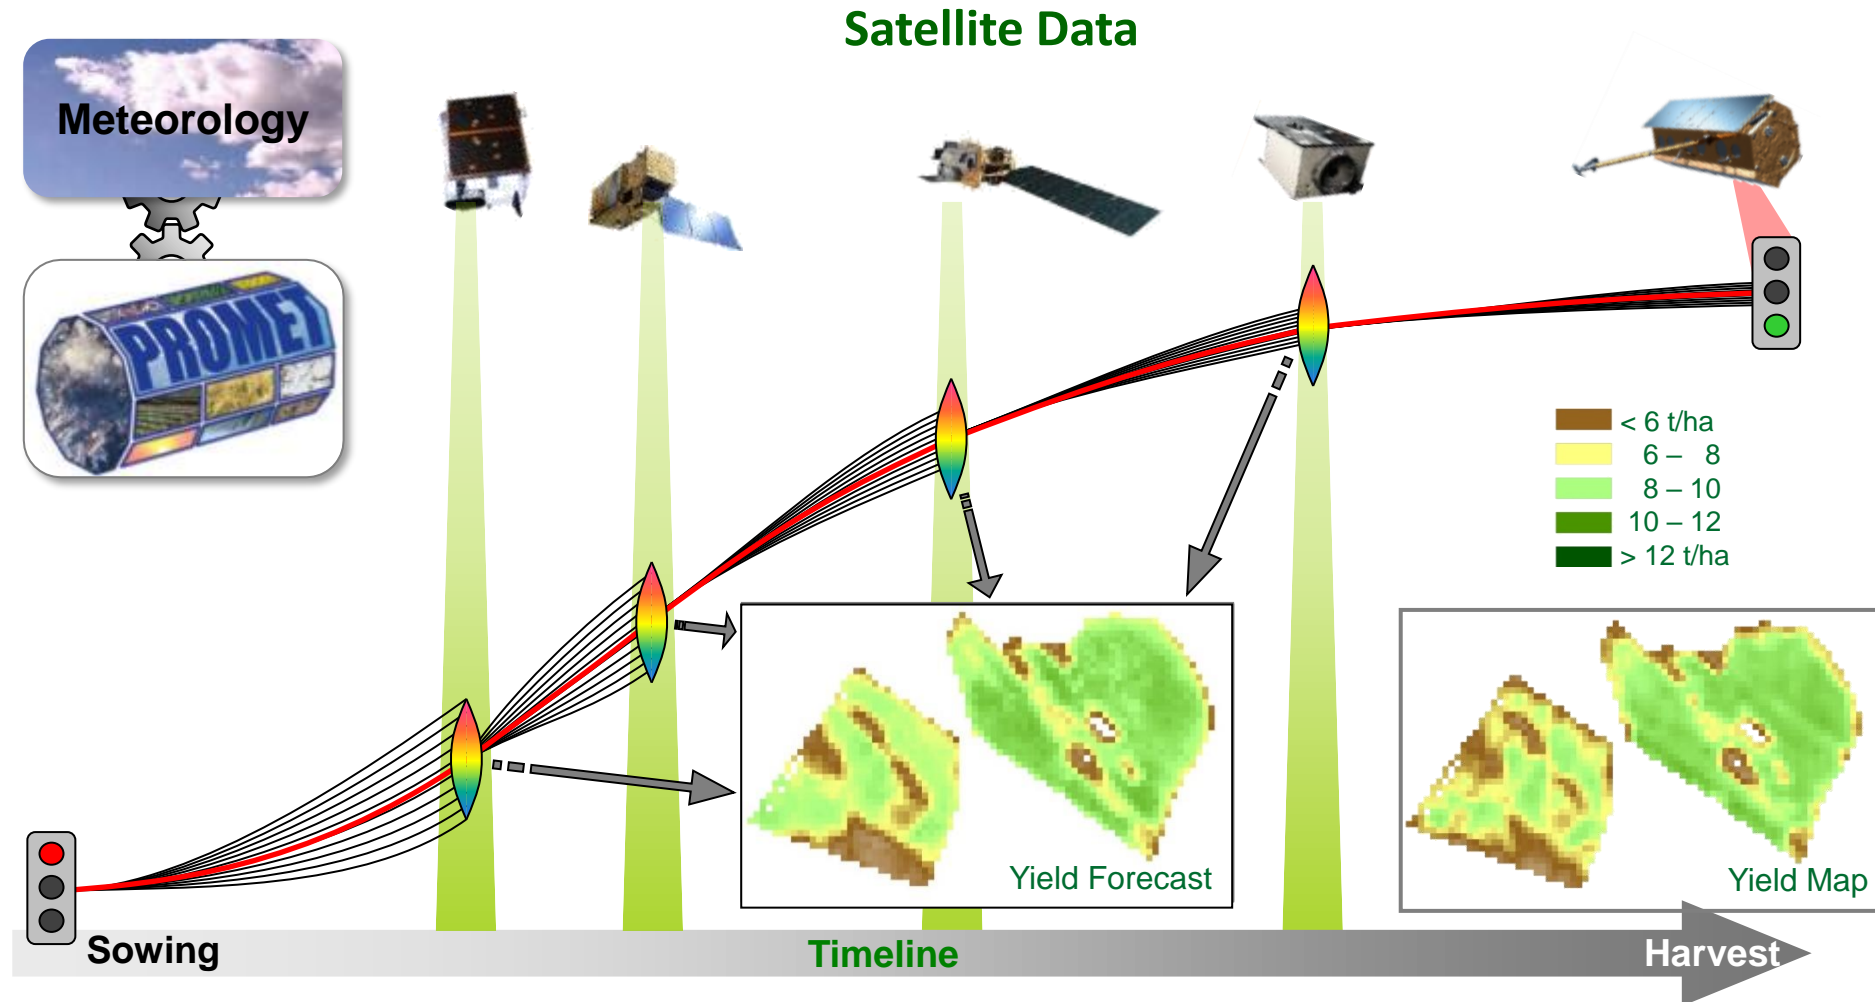 Satellite Data
Meteorology
PROMET
< 6 t/ha
6 – 8
8 – 10
10 – 12
> 12 t/ha
Yield Forecast
Yield Map
Sowing
Timeline
Harvest